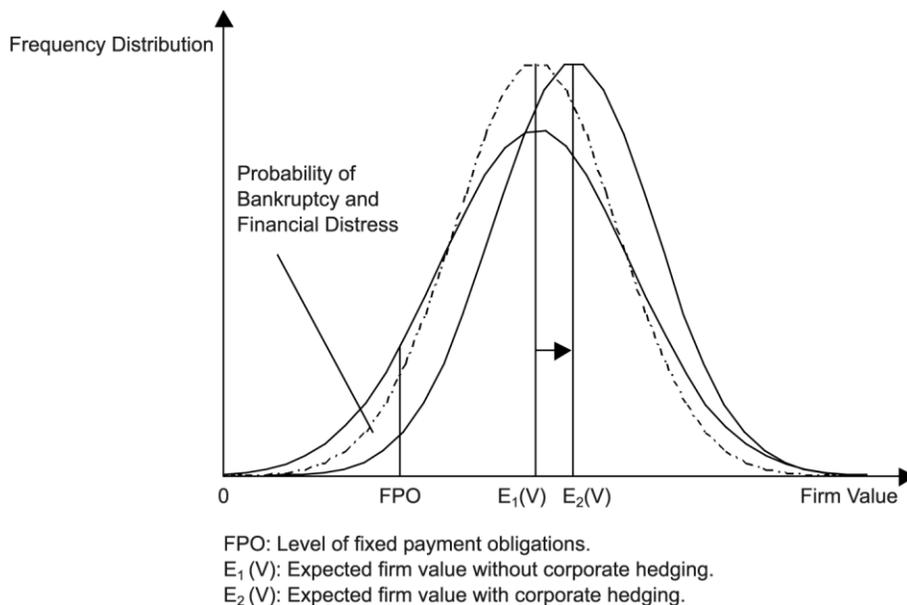 Frequency Distribution
Probability of
Bankruptcy and
Financial Distress
0
FPO
E₁(V)
E₂(V)
Firm Value
FPO: Level of fixed payment obligations.
E₁ (V): Expected firm value without corporate hedging.
E₂ (V): Expected firm value with corporate hedging.